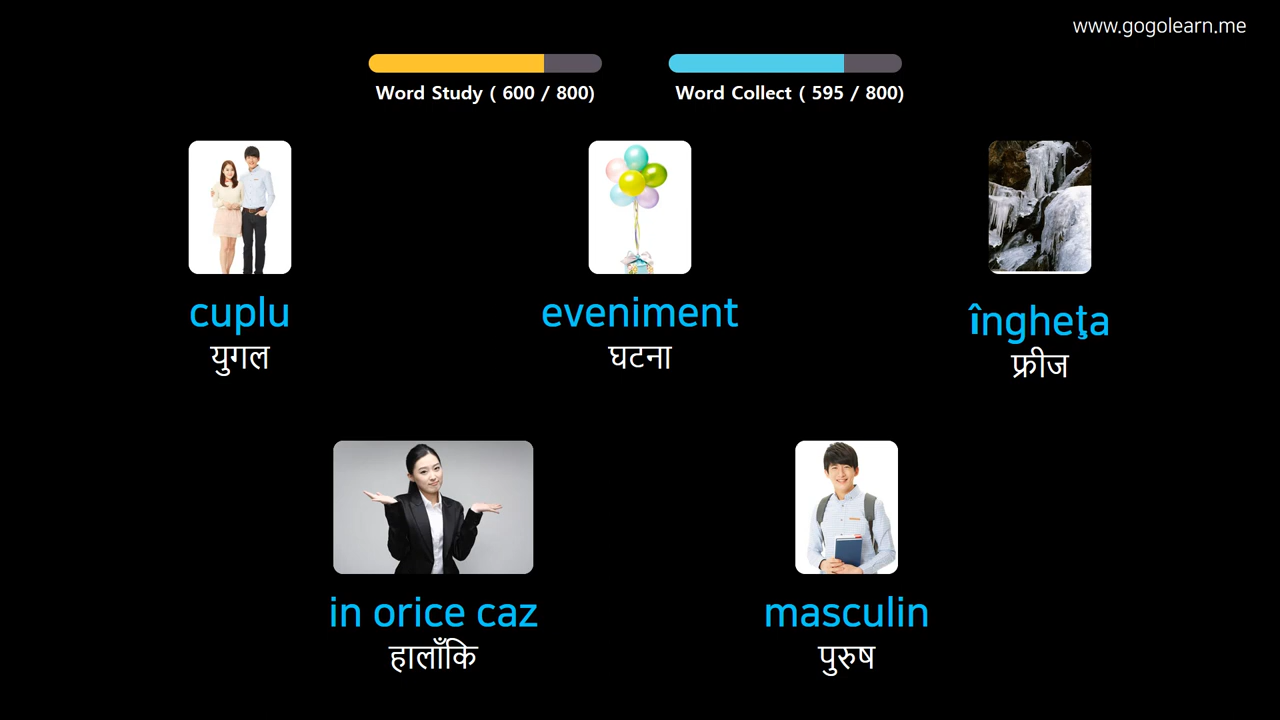 www.gogolearn.me
Word Study ( 600 / 800)
Word Collect ( 595 / 800)
cuplu
युगल
eveniment
घटना
îngheţa
फ्रीज
in orice caz
हालाँकि
masculin
पुरुष